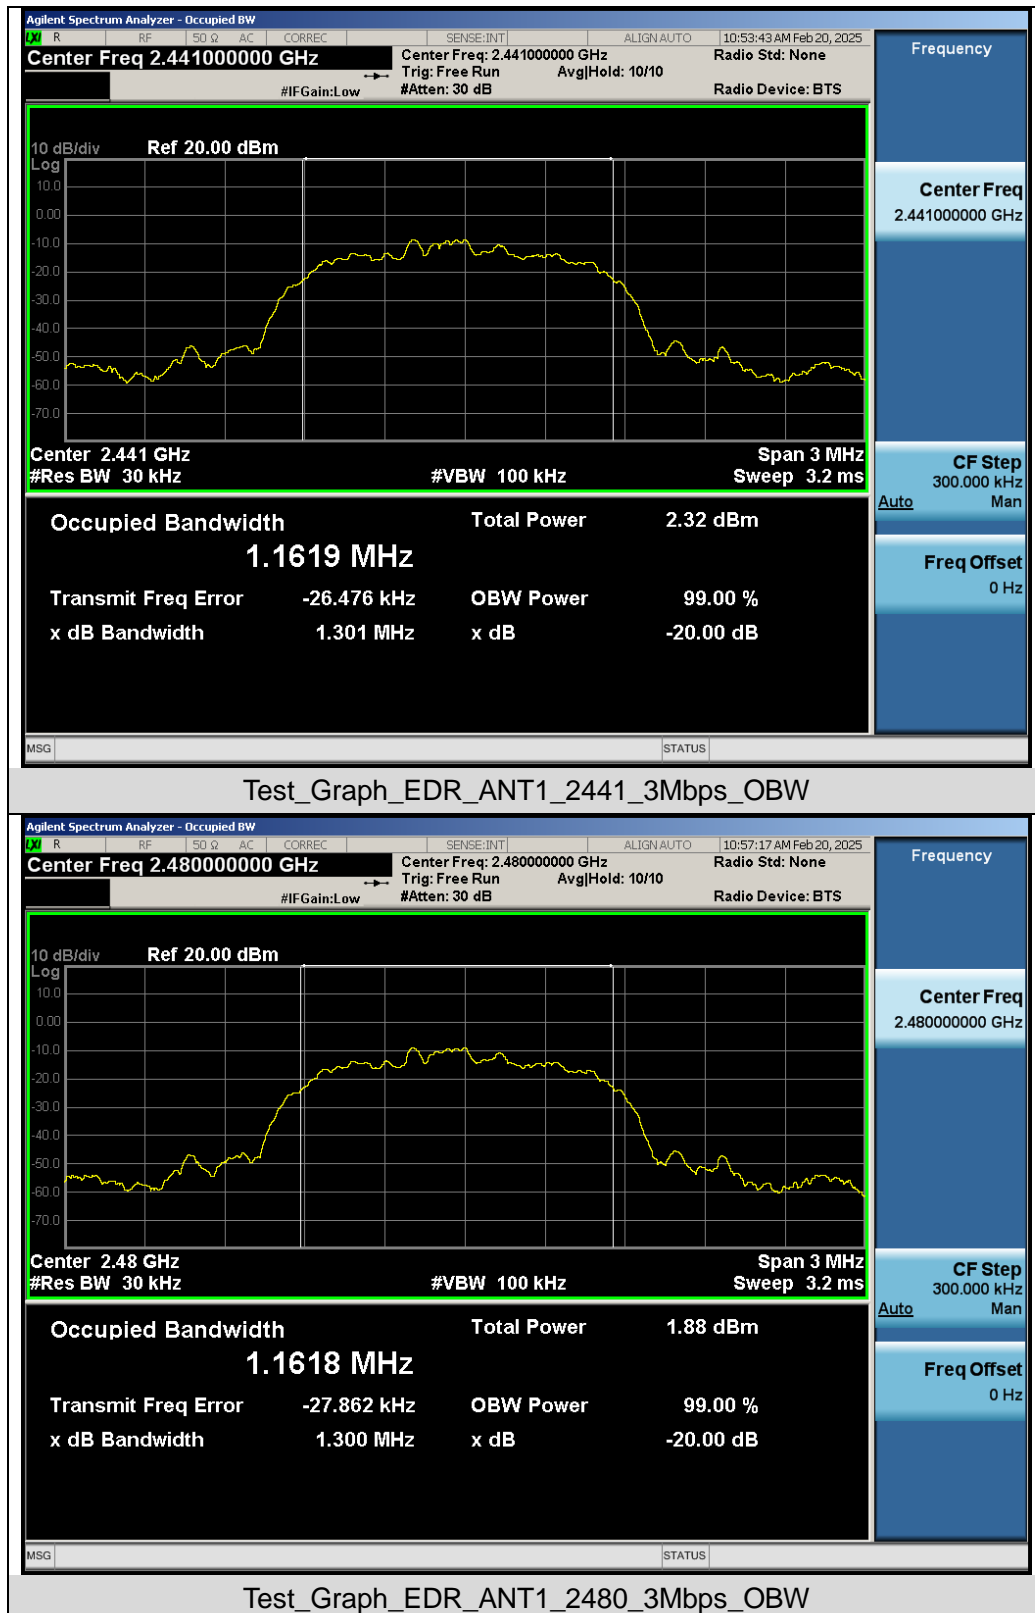 Agilent Spectrum Analyzer - Occupied BW
LXI R RF 50 Ω AC CORREC SENSE:INT ALIGN AUTO 10:53:43 AM Feb 20, 2025
Center Freq 2.441000000 GHz Center Freq: 2.441000000 GHz Radio Std: None Frequency
Trig: Free Run Avg|Hold: 10/10
#IFGain:Low #Atten: 30 dB Radio Device: BTS
10 dB/div Ref 20.00 dBm
Log
10.0
0.00
-10.0
-20.0
-30.0
-40.0
-50.0
-60.0
-70.0
Center 2.441 GHz Span 3 MHz
#Res BW 30 kHz #VBW 100 kHz Sweep 3.2 ms
Center Freq
2.441000000 GHz
CF Step
300.000 kHz
Auto Man
Freq Offset
0 Hz
Occupied Bandwidth Total Power 2.32 dBm
1.1619 MHz
Transmit Freq Error -26.476 kHz OBW Power 99.00 %
x dB Bandwidth 1.301 MHz x dB -20.00 dB
MSG STATUS
Test_Graph_EDR_ANT1_2441_3Mbps_OBW
Agilent Spectrum Analyzer - Occupied BW
LXI R RF 50 Ω AC CORREC SENSE:INT ALIGN AUTO 10:57:17 AM Feb 20, 2025
Center Freq 2.480000000 GHz Center Freq: 2.480000000 GHz Radio Std: None Frequency
Trig: Free Run Avg|Hold: 10/10
#IFGain:Low #Atten: 30 dB Radio Device: BTS
10 dB/div Ref 20.00 dBm
Log
10.0
0.00
-10.0
-20.0
-30.0
-40.0
-50.0
-60.0
-70.0
Center 2.48 GHz Span 3 MHz
#Res BW 30 kHz #VBW 100 kHz Sweep 3.2 ms
Center Freq
2.480000000 GHz
CF Step
300.000 kHz
Auto Man
Freq Offset
0 Hz
Occupied Bandwidth Total Power 1.88 dBm
1.1618 MHz
Transmit Freq Error -27.862 kHz OBW Power 99.00 %
x dB Bandwidth 1.300 MHz x dB -20.00 dB
MSG STATUS
Test_Graph_EDR_ANT1_2480_3Mbps_OBW